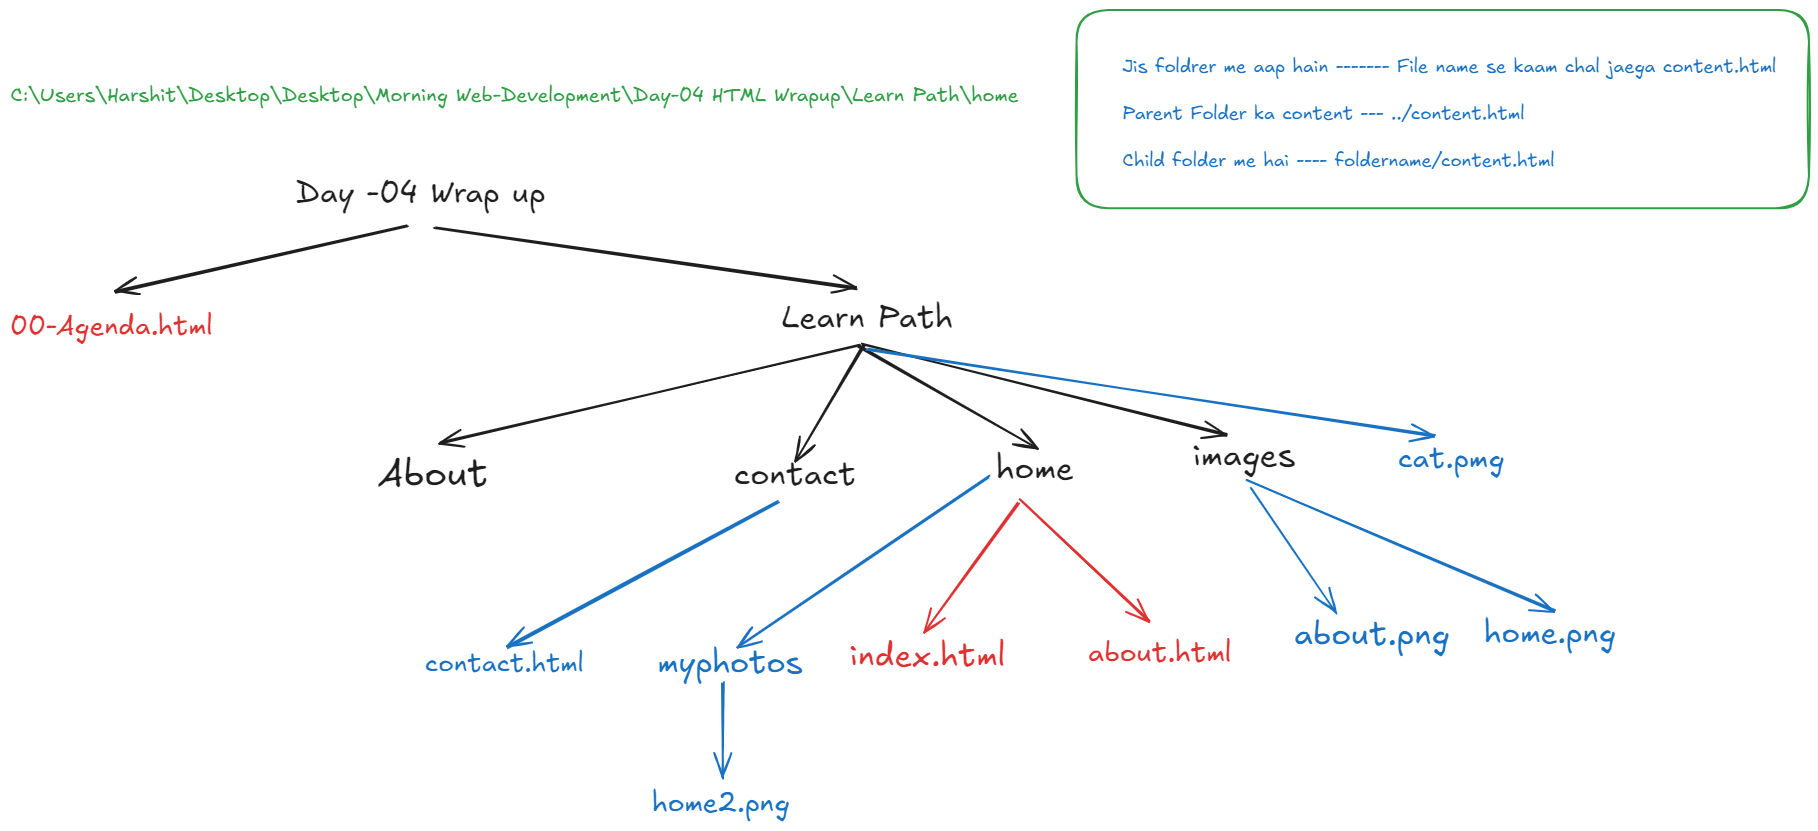 Jis foldrer me aap hain ------- File name se kaam chal jaega content.html
C:\Users\Harshit\Desktop\Desktop\Morning Web-Development\Day-04 HTML Wrapup\Learn Path\home
Parent Folder ka content --- ../content.html
Child folder me hai ---- foldername/content.html
Day -04 Wrap up
00-Agenda.html
Learn Path
About
contact
home
images
cat.pmg
contact.html
myphotos
index.html
about.html
about.png
home.png
home2.png